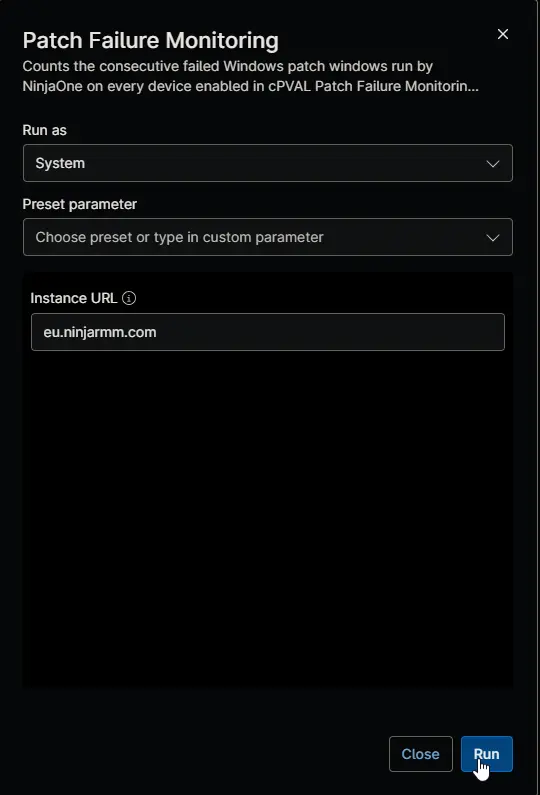 Patch Failure Monitoring
Counts the consecutive failed Windows patch windows run by
NinjaOne on every device enabled in cPVAL Patch Failure Monitorin...
Run as
System
Preset parameter
Choose preset or type in custom parameter
Instance URL
eu.ninjarmm.com
Close
Run